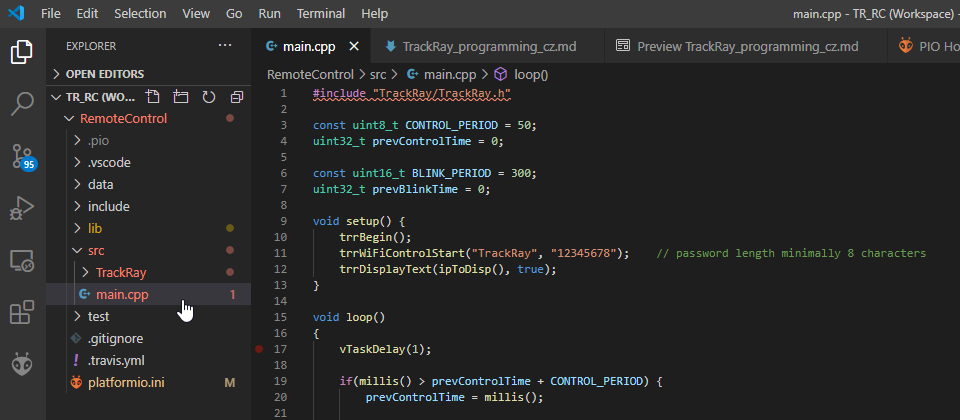 File Edit Selection View Go Run Terminal Help main.cpp - TR_RC (Workspace) -
EXPLORER ··· main.cpp TrackRay_programming_cz.md Preview TrackRay_programming_cz.md PIO Ho
OPEN EDITORS
TR_RC (WO...
RemoteControl
.pio
.vscode
data
include
lib
src
TrackRay
main.cpp 1
test
.gitignore
.travis.yml
platformio.ini M
95
RemoteControl > src > main.cpp > loop()
1 #include "TrackRay/TrackRay.h"
2
3 const uint8_t CONTROL_PERIOD = 50;
4 uint32_t prevControlTime = 0;
5
6 const uint16_t BLINK_PERIOD = 300;
7 uint32_t prevBlinkTime = 0;
8
9 void setup() {
10 trrBegin();
11 trrWiFiControlStart("TrackRay", "12345678"); // password length minimally 8 characters
12 trrDisplayText(ipToDisp(), true);
13 }
14
15 void loop()
16 {
17 vTaskDelay(1);
18
19 if(millis() > prevControlTime + CONTROL_PERIOD) {
20 prevControlTime = millis();
21